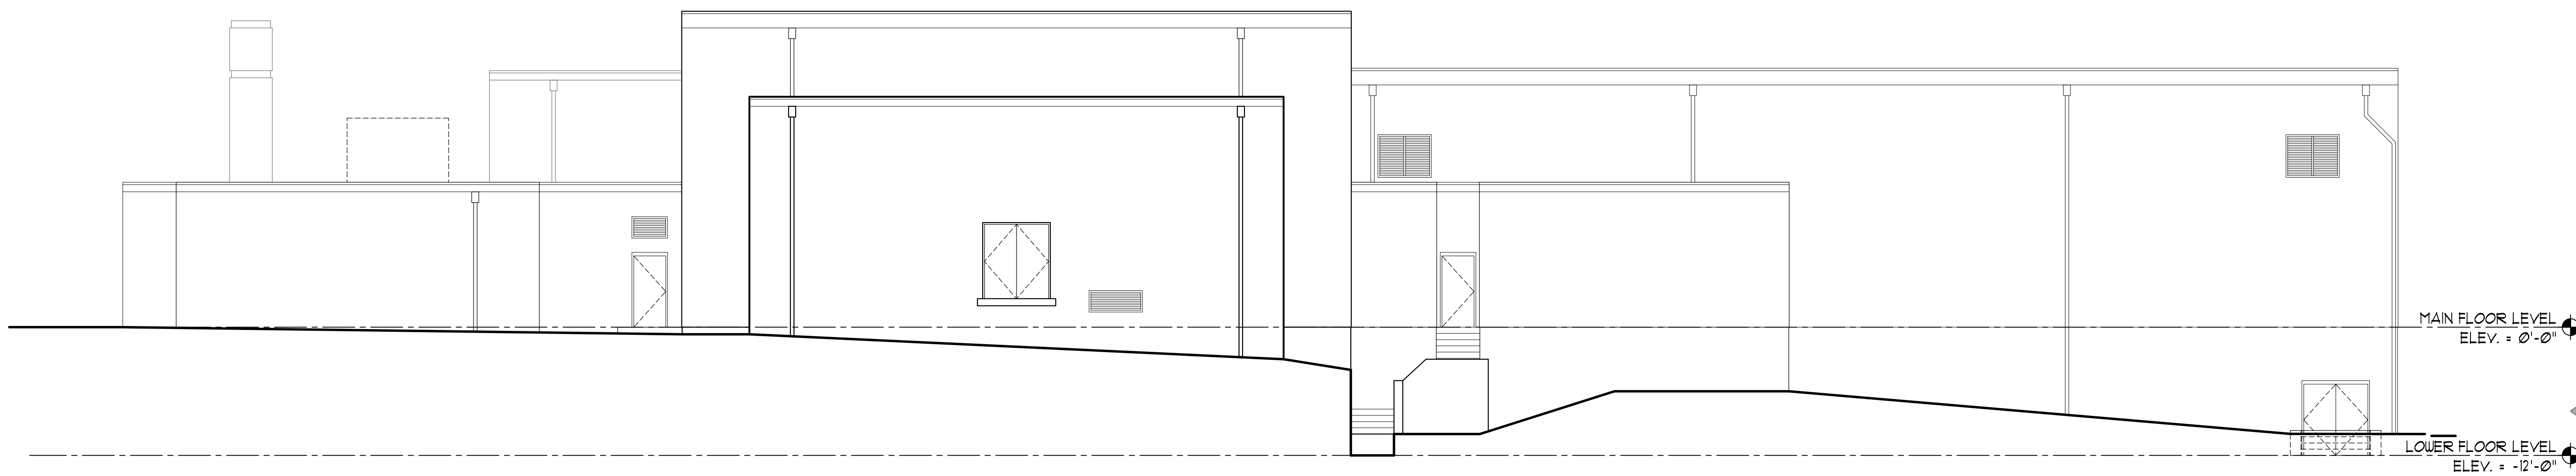 MAIN FLOOR LEVEL
ELEV. = 0'-0"
LOWER FLOOR LEVEL
ELEV. = -12'-0"